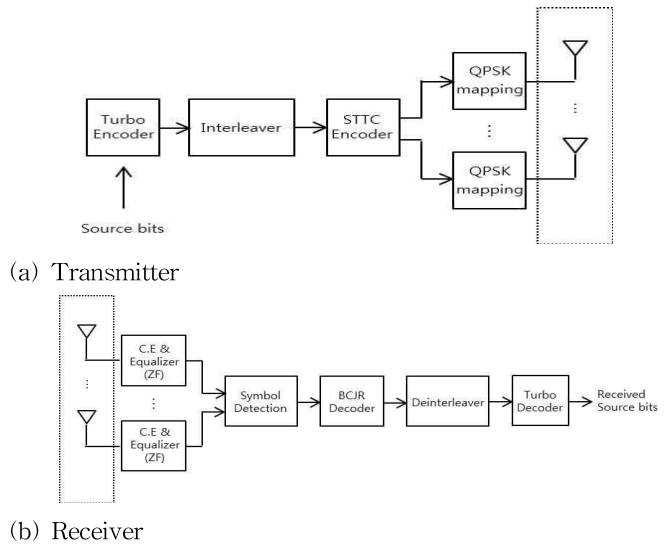 Turbo
Encoder
Interleaver
STTC
Encoder
QPSK
mapping
⋮
QPSK
mapping
...
Source bits
(a) Transmitter
...
C.E &
Equalizer
(ZF)
⋮
C.E &
Equalizer
(ZF)
Symbol
Detection
BCJR
Decoder
Deinterleaver
Turbo
Decoder
Received
Source bits
(b) Receiver